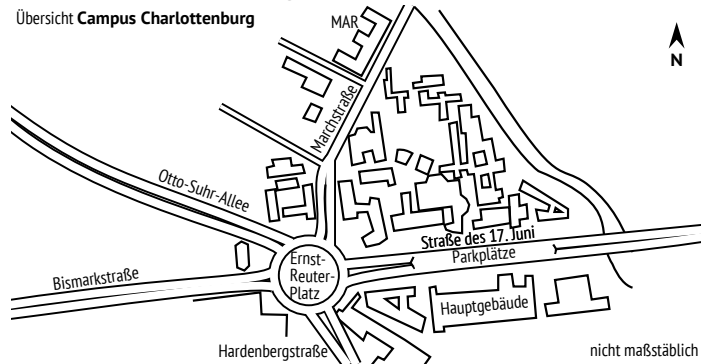 Übersicht Campus Charlottenburg
MAR
N
Marchstraße
Otto-Suhr-Allee
Straße des 17. Juni
Parkplätze
Ernst-
Reuter-
Platz
Bismarkstraße
Hauptgebäude
Hardenbergstraße
nicht maßstäblich